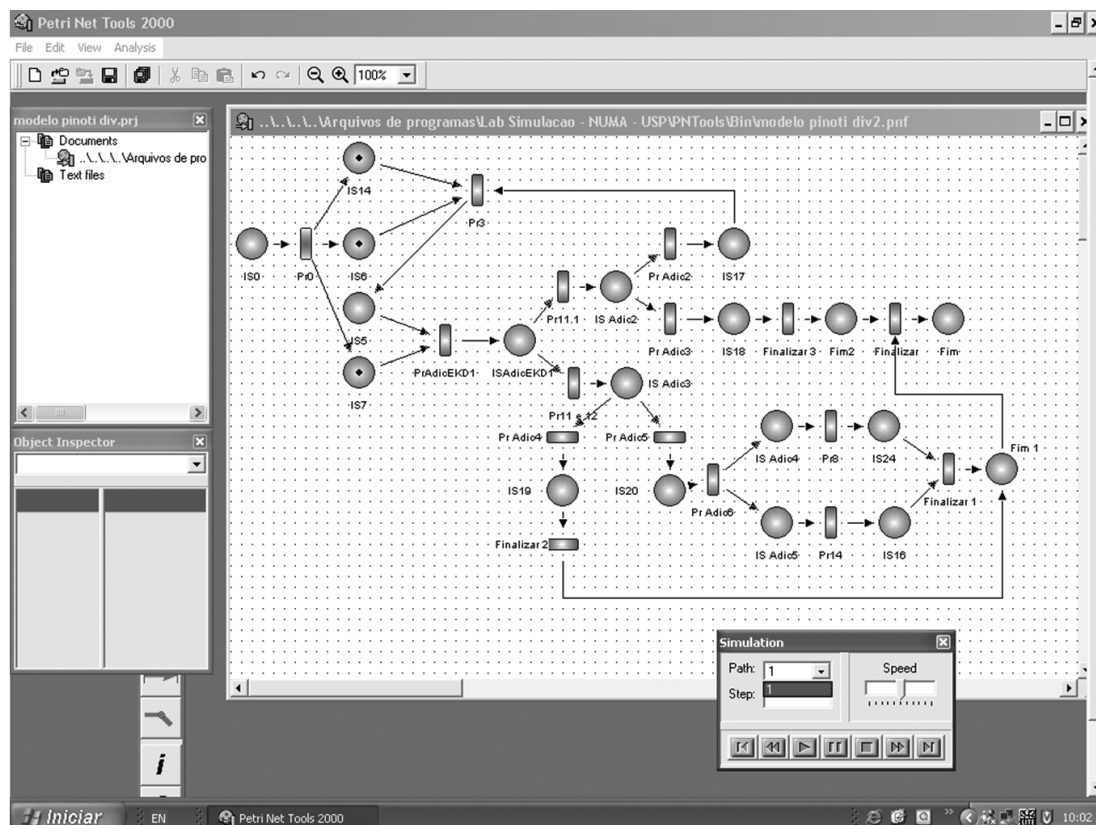 Petri Net Tools 2000
File Edit View Analysis
100%
modelo pinoti div.prj
Documents
..\..\..\..\Arquivos de pro
Text files
..\..\..\..\Arquivos de programas\Lab Simulacao - NUMA - USP\PNTools\Bin\modelo pinoti div2.pnf
IS14
Pr3
IS0
Pr0
IS6
Pr Adic2
IS17
IS5
Pr11.1
IS Adic2
PrAdicEKD1
ISAdicEKD1
Pr Adic3
IS18
Finalizar 3
Fim2
Finalizar
Fim
IS7
IS Adic3
Pr11 e 12
Pr Adic4
Pr Adic5
IS Adic4
Pr8
IS24
Fim 1
IS19
IS20
Pr Adic6
Finalizar 1
Finalizar 2
IS Adic5
Pr14
IS16
Object Inspector
Simulation
Path: 1
1
Step:
Speed
i
Iniciar
EN
Petri Net Tools 2000
10:02